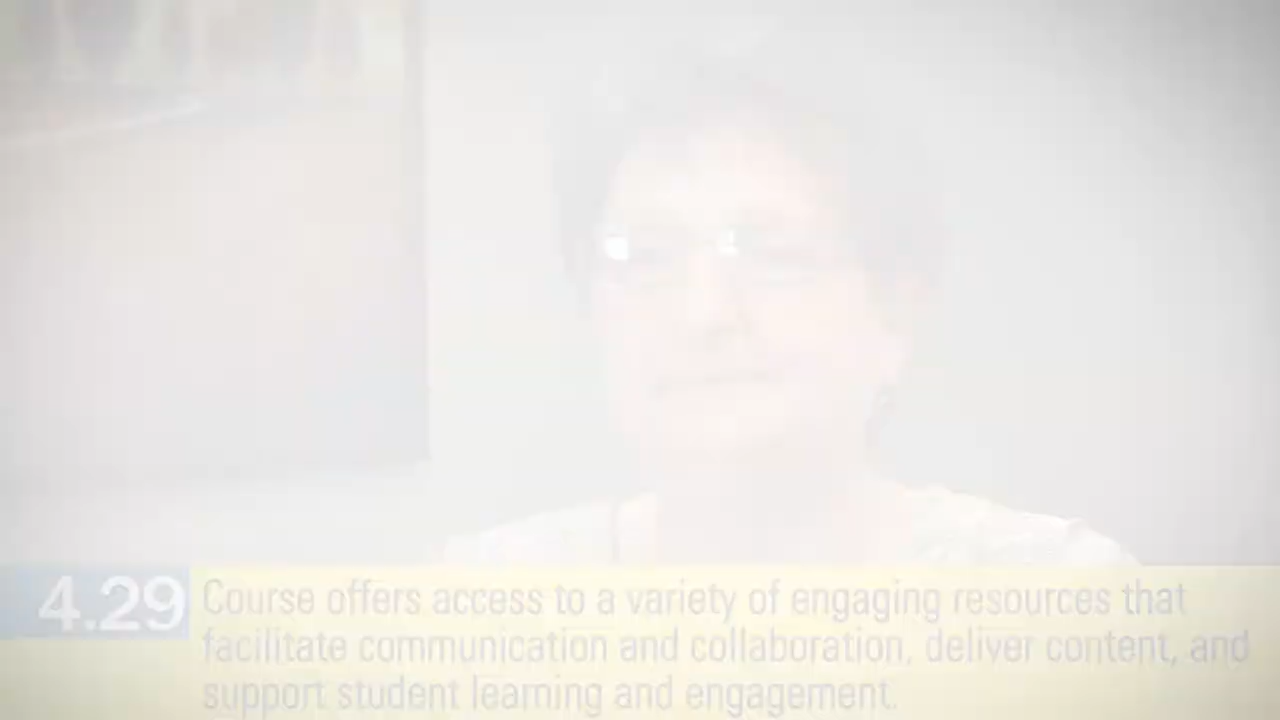 4.29
Course offers access to a variety of engaging resources that
facilitate communication and collaboration, deliver content, and
support student learning and engagement.